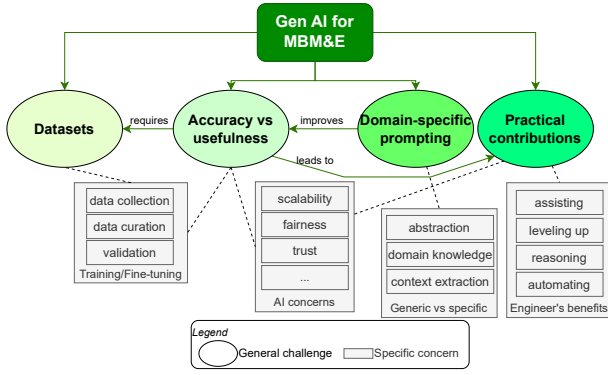 Gen AI for
MBM&E
Datasets
requires
Accuracy vs
usefulness
improves
Domain-specific
prompting
Practical
contributions
leads to
data collection
data curation
validation
Training/Fine-tuning
scalability
fairness
trust
...
AI concerns
abstraction
domain knowledge
context extraction
Generic vs specific
assisting
leveling up
reasoning
automating
Engineer's benefits
Legend
General challenge
Specific concern